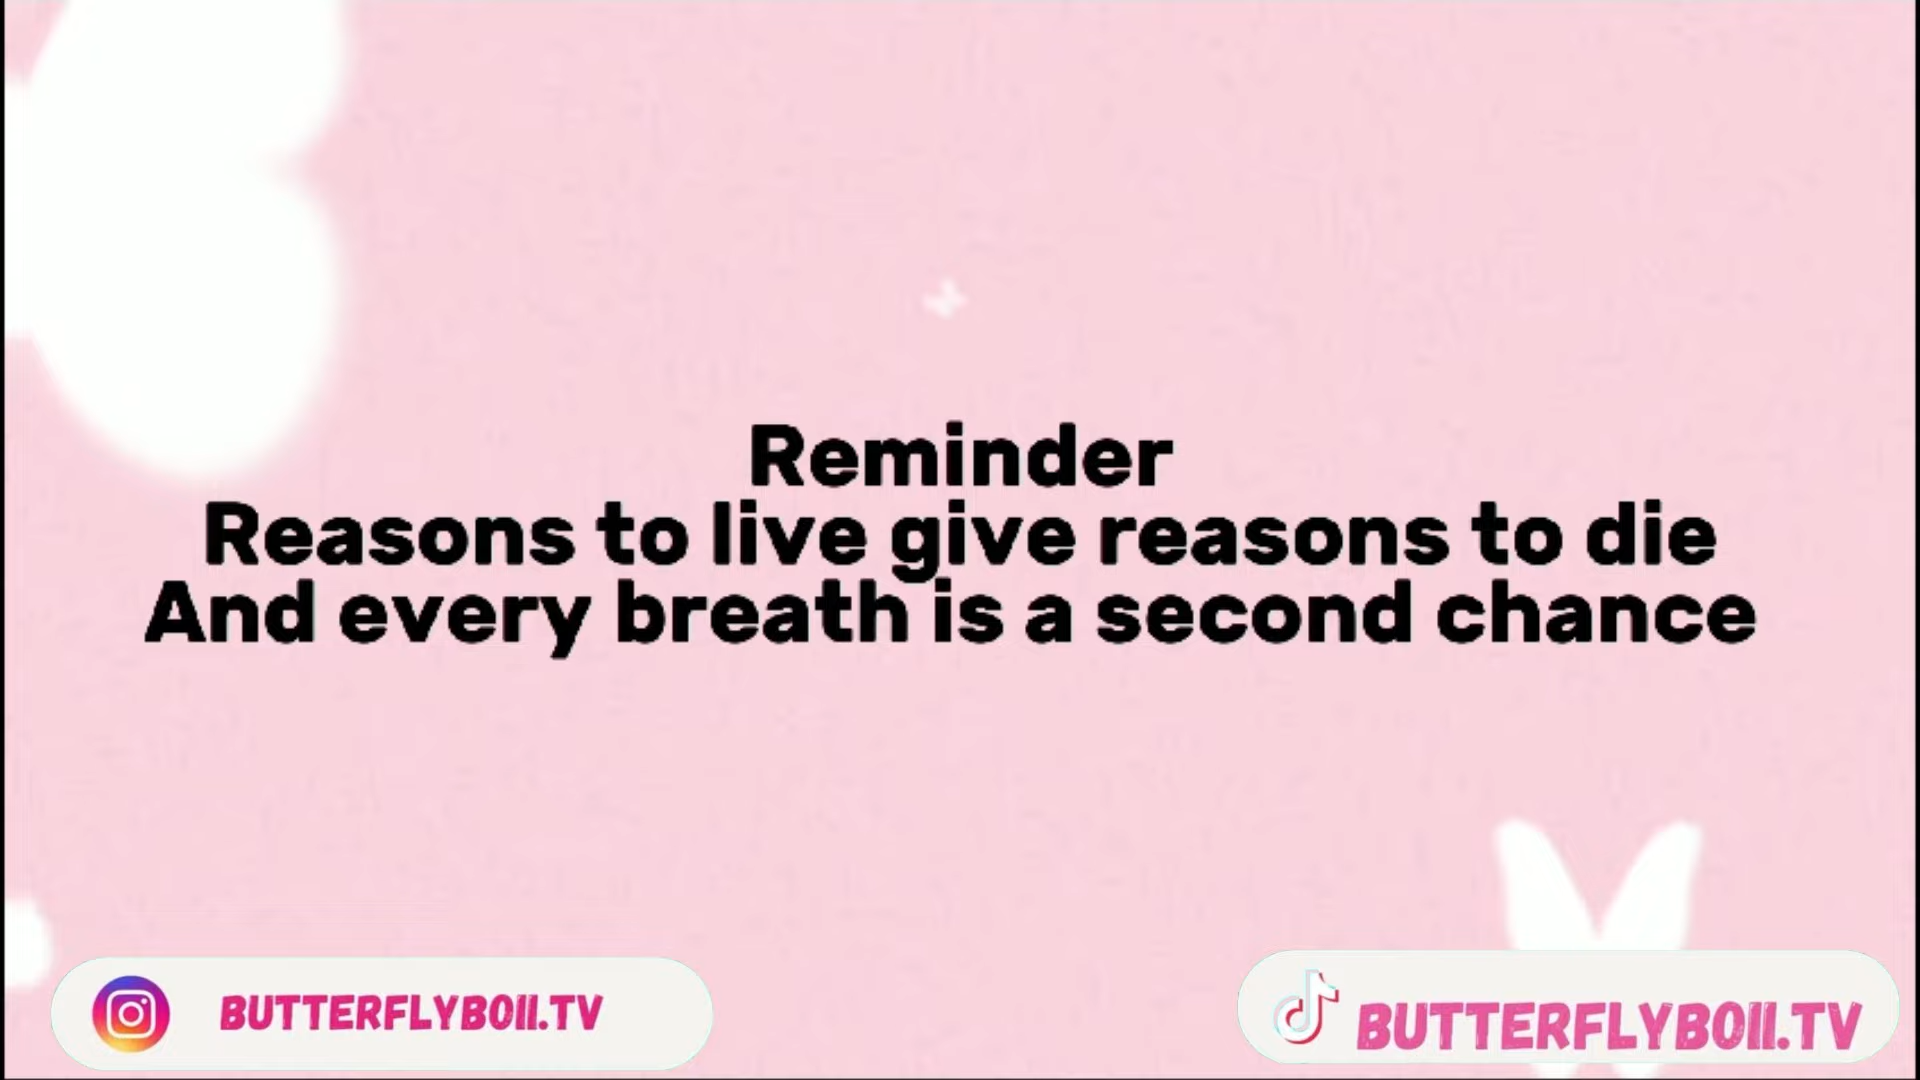 Reminder
Reasons to live give reasons to die
And every breath is a second chance
BUTTERFLYBOII.TV
BUTTERFLYBOII.TV